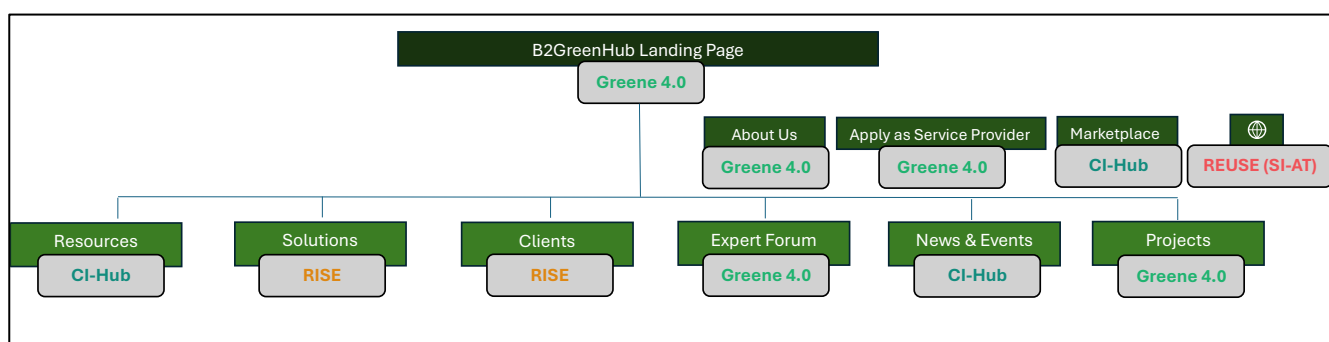 B2GreenHub Landing Page
Greene 4.0
About Us
Greene 4.0
Apply as Service Provider
Greene 4.0
Marketplace
CI-Hub
REUSE (SI-AT)
Resources
CI-Hub
Solutions
RISE
Clients
RISE
Expert Forum
Greene 4.0
News & Events
CI-Hub
Projects
Greene 4.0